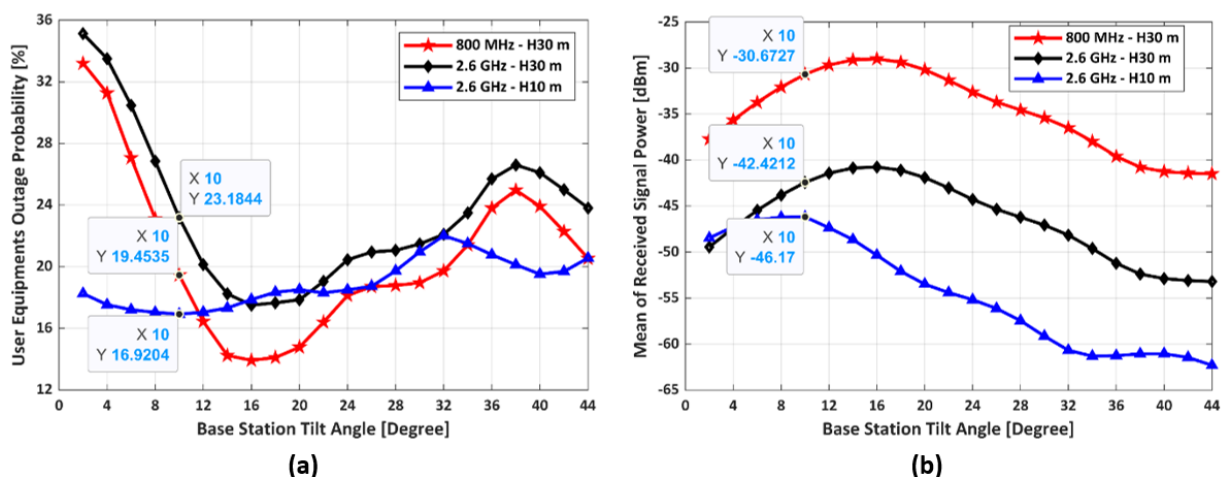 36
32
28
24
20
16
12
User Equipments Outage Probability [%]
800 MHz - H30 m
2.6 GHz - H30 m
2.6 GHz - H10 m
X 10
Y 23.1844
X 10
Y 19.4535
X 10
Y 16.9204
0 4 8 12 16 20 24 28 32 36 40 44
Base Station Tilt Angle [Degree]
(a)
-25
-30
-35
-40
-45
-50
-55
-60
-65
Mean of Received Signal Power [dBm]
X 10
Y -30.6727
800 MHz - H30 m
2.6 GHz - H30 m
2.6 GHz - H10 m
X 10
Y -42.4212
X 10
Y -46.17
0 4 8 12 16 20 24 28 32 36 40 44
Base Station Tilt Angle [Degree]
(b)